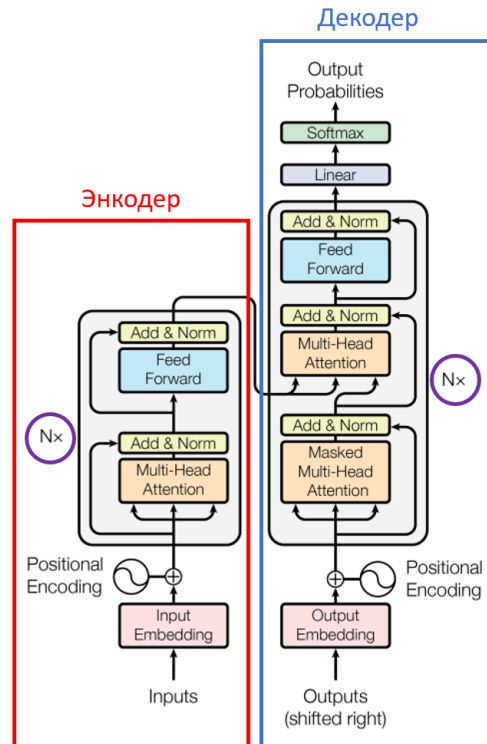 Декодер
Output
Probabilities
Softmax
Linear
Add & Norm
Feed
Forward
Add & Norm
Multi-Head
Attention
N×
Add & Norm
Masked
Multi-Head
Attention
Positional
Encoding
Output
Embedding
Outputs
(shifted right)
Энкодер
Add & Norm
Feed
Forward
N×
Add & Norm
Multi-Head
Attention
Positional
Encoding
Input
Embedding
Inputs